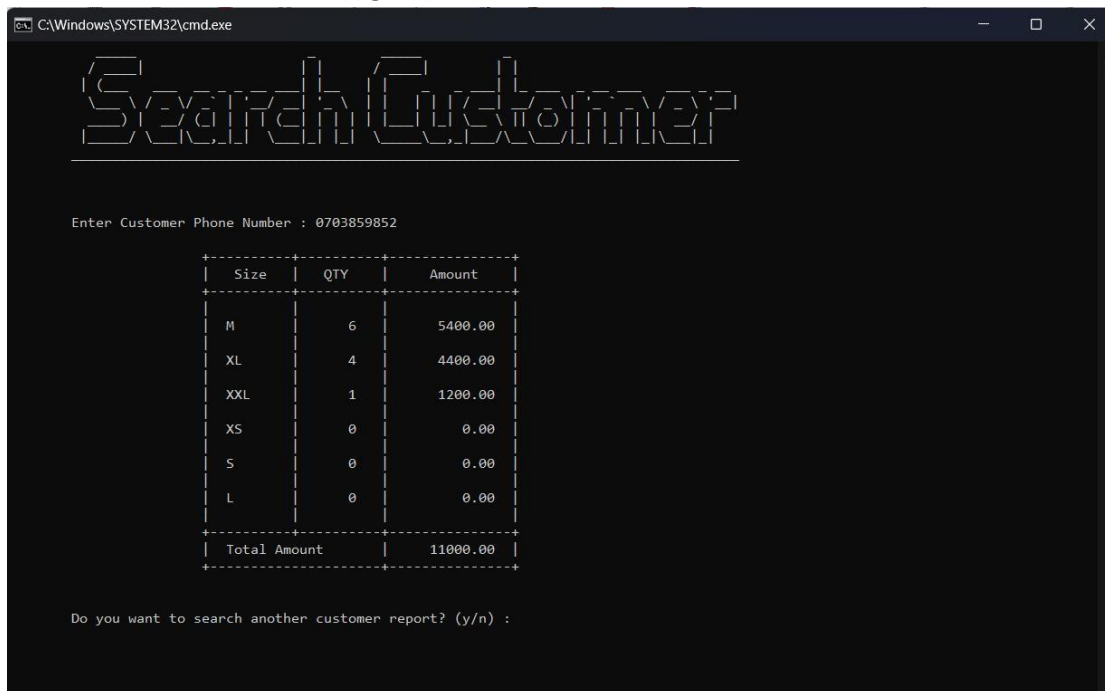 C:\Windows\SYSTEM32\cmd.exe
Search Customer
Enter Customer Phone Number : 0703859852
Size QTY Amount
M 6 5400.00
XL 4 4400.00
XXL 1 1200.00
XS 0 0.00
S 0 0.00
L 0 0.00
Total Amount 11000.00
Do you want to search another customer report? (y/n) :